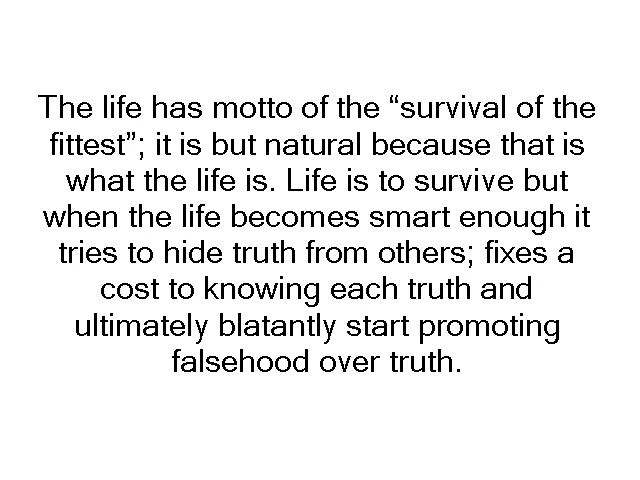 The life has motto of the “survival of the
fittest”; it is but natural because that is
what the life is. Life is to survive but
when the life becomes smart enough it
tries to hide truth from others; fixes a
cost to knowing each truth and
ultimately blatantly start promoting
falsehood over truth.